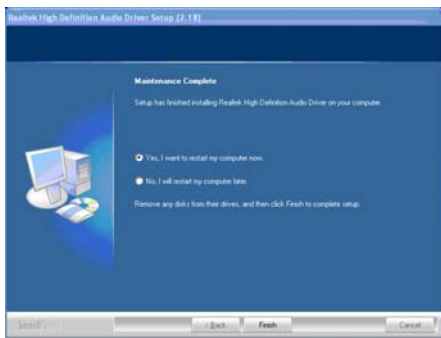 Realtek High Definition Audio Driver Setup (2.18)
Maintenance Complete
Setup has finished installing Realtek High Definition Audio Driver on your computer.
Yes, I want to restart my computer now.
No, I will restart my computer later.
Remove any disks from their drives, and then click Finish to complete setup.
< Back
Finish
Cancel